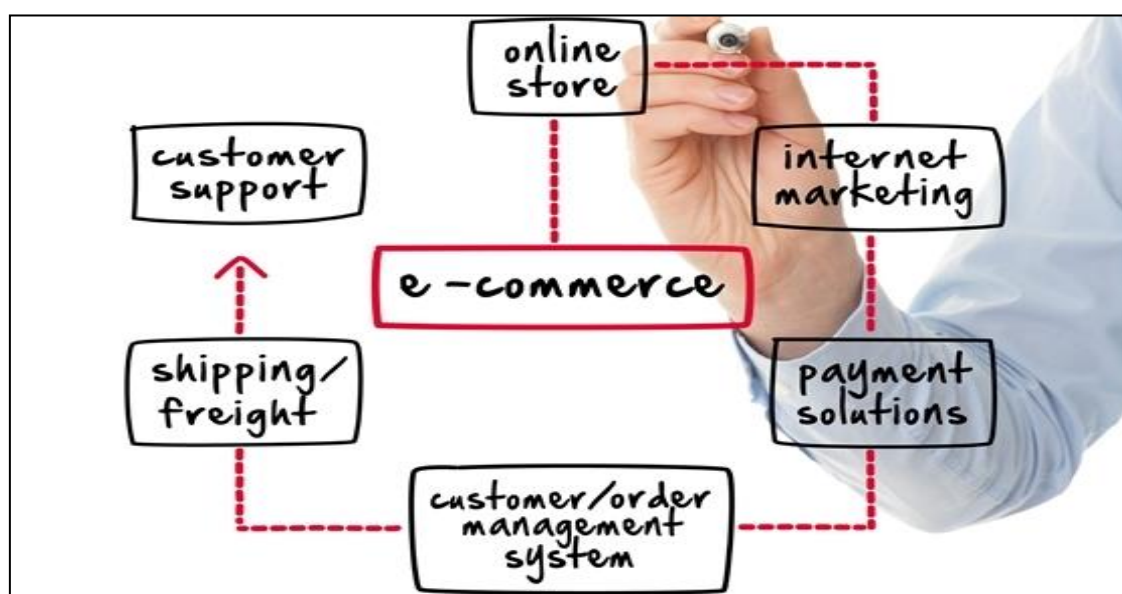 online
store
internet
marketing
customer
support
e-commerce
shipping/
freight
payment
solutions
customer/order
management
system